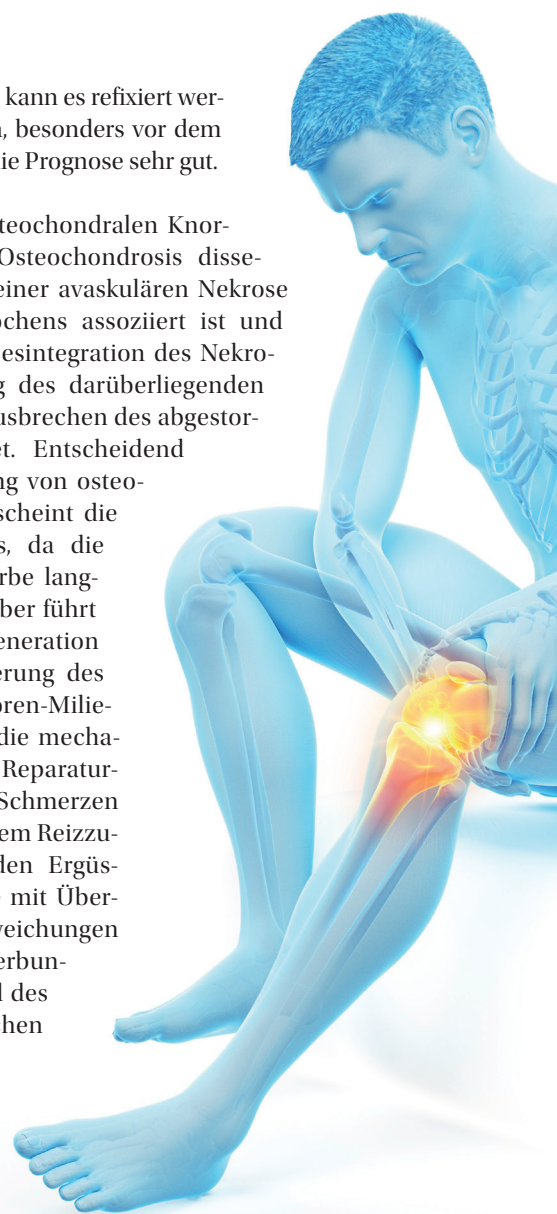 kann es refixiert wer-
, besonders vor dem
ie Prognose sehr gut.
teochondralen Knor-
Osteochondrosis disse-
einer avaskulären Nekrose
ochens assoziiert ist und
esintegration des Nekro-
g des darüberliegenden
usbrechen des abgestor-
et. Entscheidend
ng von osteo-
scheint die
s, da die
rbe lang-
ber führt
eneration
erung des
oren-Milie-
die mecha-
Reparatur-
Schmerzen
em Reizzu-
den Ergüs-
mit Über-
weichungen
erbun-
d des
chen